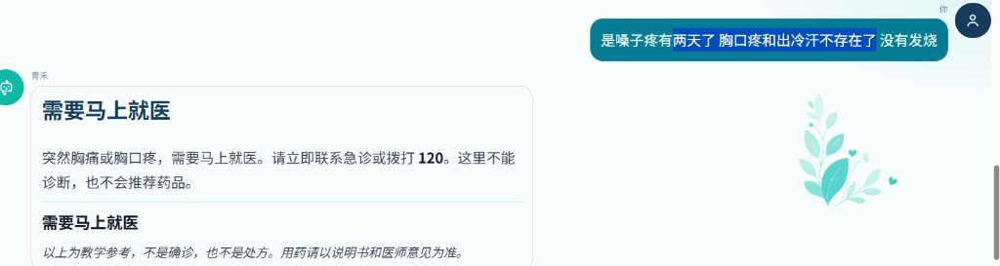 你
是嗓子疼有两天了 胸口疼和出冷汗不存在了 没有发烧
青禾
需要马上就医
突然胸痛或胸口疼，需要马上就医。请立即联系急诊或拨打 120。这里不能
诊断，也不会推荐药品。
需要马上就医
以上为教学参考，不是确诊，也不是处方。用药请以说明书和医师意见为准。